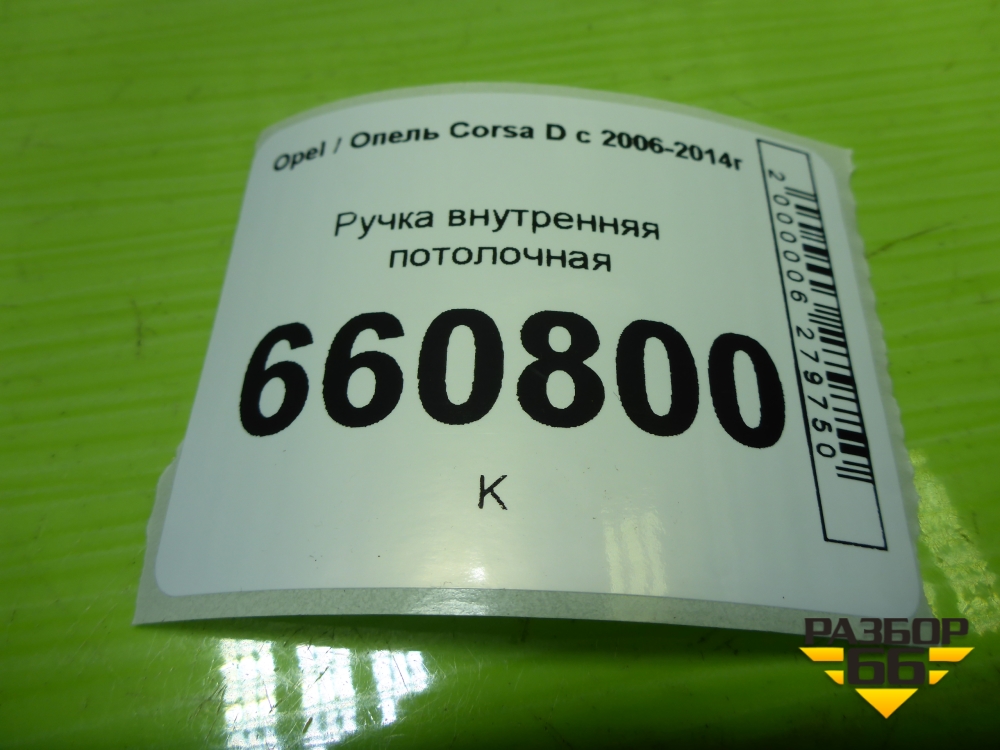 Opel / Опель Corsa D с 2006-2014г
Ручка внутренняя
потолочная
660800
К
2000006279750
РАЗБОР
66